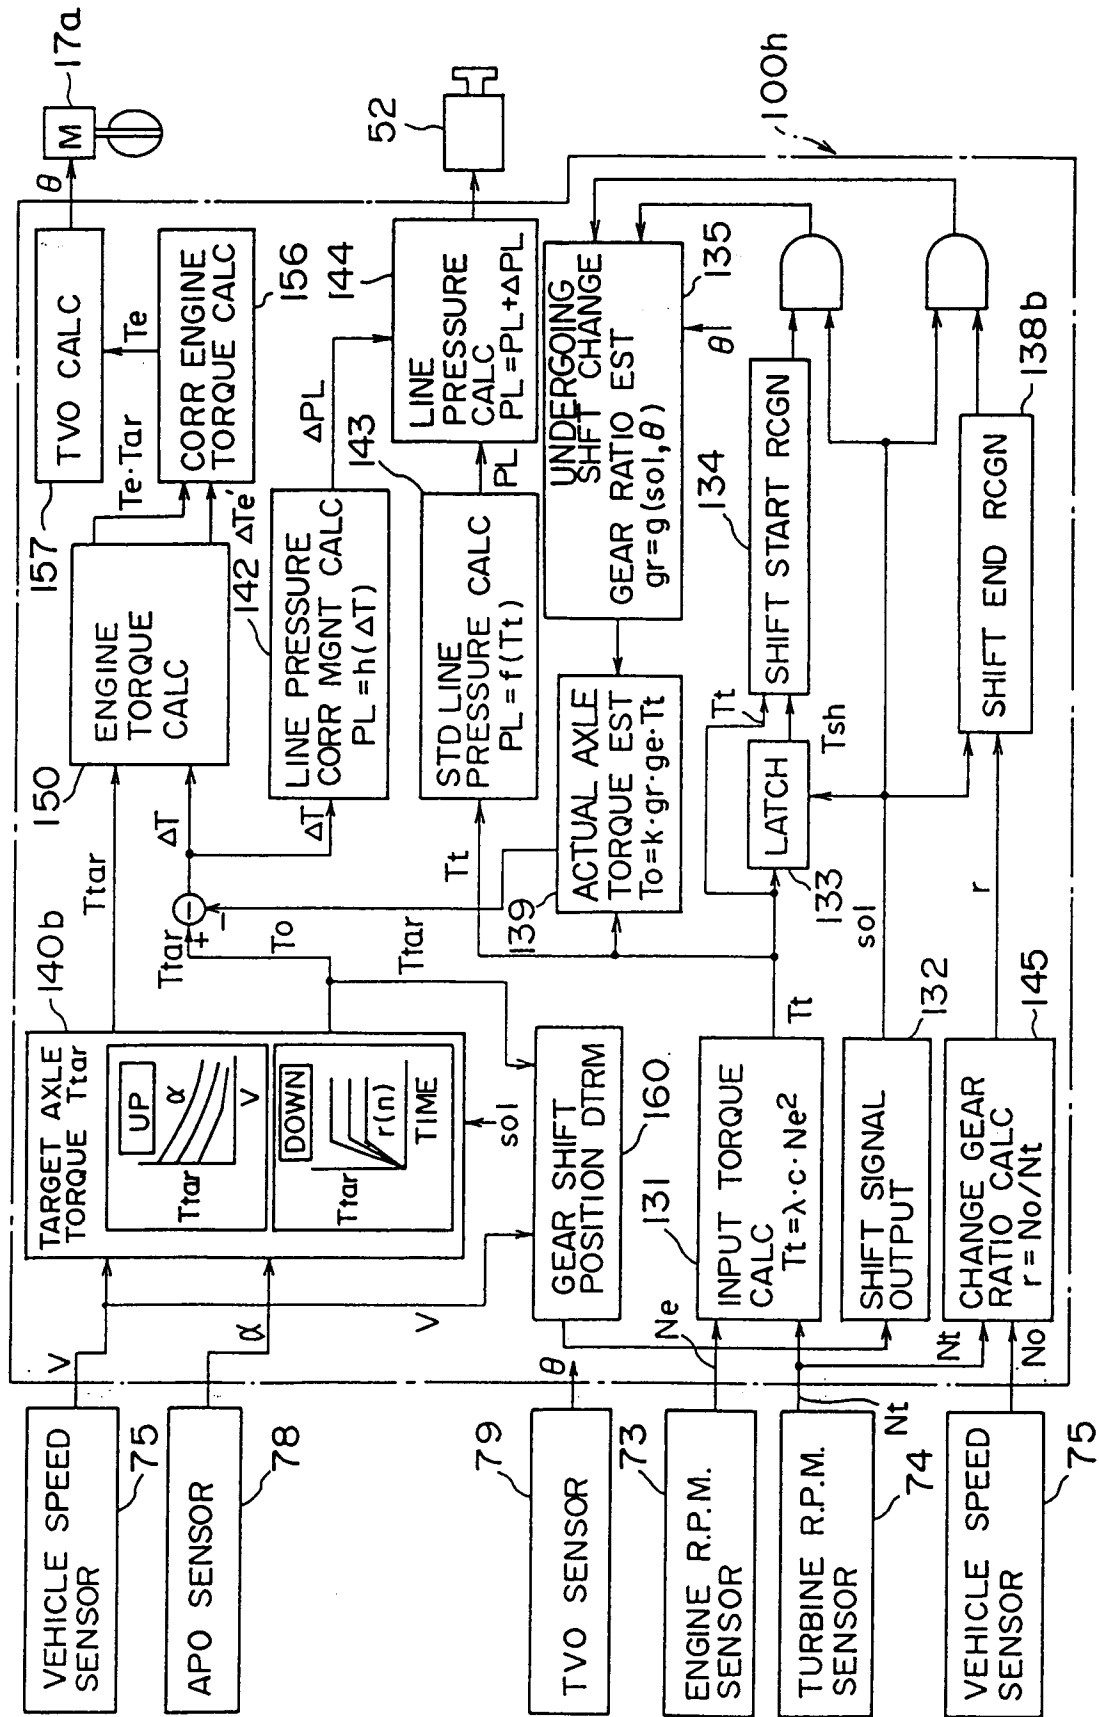 VEHICLE SPEED
SENSOR
75
APO SENSOR
78
TVO SENSOR
79
ENGINE R.P.M.
SENSOR
73
TURBINE R.P.M.
SENSOR
74
VEHICLE SPEED
SENSOR
75
V
α
V
θ
Ne
Nt
Nt
No
TARGET AXLE
TORQUE Ttar
140b
UP
Ttar
α
V
DOWN
Ttar
r(n)
TIME
sol
GEAR SHIFT
POSITION DTRM
160
131
INPUT TORQUE
CALC
Tt=λ·c·Ne²
SHIFT SIGNAL
OUTPUT
132
CHANGE GEAR
RATIO CALC
r=No/Nt
145
Ttar
Ttar
+
−
−
To
Ttar
ΔT
ΔT
Tt
Tt
sol
r
150
ENGINE
TORQUE
CALC
142
LINE PRESSURE
CORR MGNT CALC
PL=h(ΔT)
143
STD LINE
PRESSURE CALC
PL=f(Tt)
139
ACTUAL AXLE
TORQUE EST
To=k·gr·ge·Tt
LATCH
133
Tt
Tsh
157
TVO CALC
Te·Tar
ΔTe'
Te
CORR ENGINE
TORQUE CALC
156
ΔPL
PL
144
LINE
PRESSURE
CALC
PL=PL+ΔPL
UNDERGOING
SHFT CHANGE
GEAR RATIO EST
gr=g(sol,θ)
135
θ
134
SHIFT START RCGN
SHIFT END RCGN
138b
θ
M
17a
52
100h